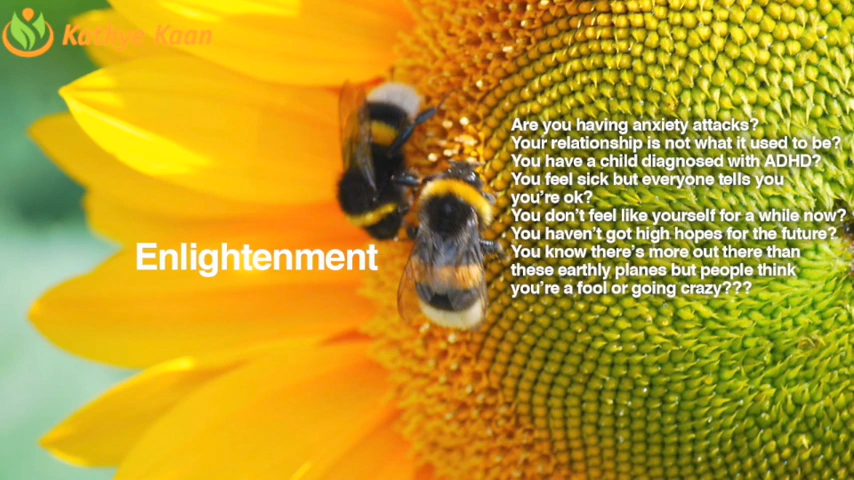 Kathye Kaan
Are you having anxiety attacks?
Your relationship is not what it used to be?
You have a child diagnosed with ADHD?
You feel sick but everyone tells you
you're ok?
You don't feel like yourself for a while now?
You haven't got high hopes for the future?
You know there's more out there than
these earthly planes but people think
you're a fool or going crazy???
Enlightenment